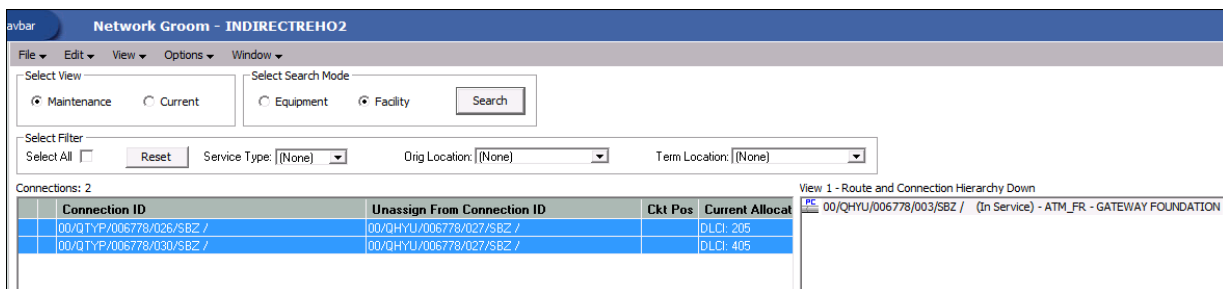 avbar Network Groom - INDIRECTREHO2
File Edit View Options Window
Select View Select Search Mode
Maintenance Current Equipment Facility Search
Select Filter
Select All Reset Service Type: (None) Orig Location: (None) Term Location: (None)
Connections: 2 View 1 - Route and Connection Hierarchy Down
Connection ID Unassign From Connection ID Ckt Pos Current Allocat PC 00/QHYU/006778/003/SBZ / (In Service) - ATM_FR - GATEWAY FOUNDATION
00/QTYP/006778/026/SBZ / 00/QHYU/006778/027/SBZ / DLCI: 205
00/QTYP/006778/030/SBZ / 00/QHYU/006778/027/SBZ / DLCI: 405